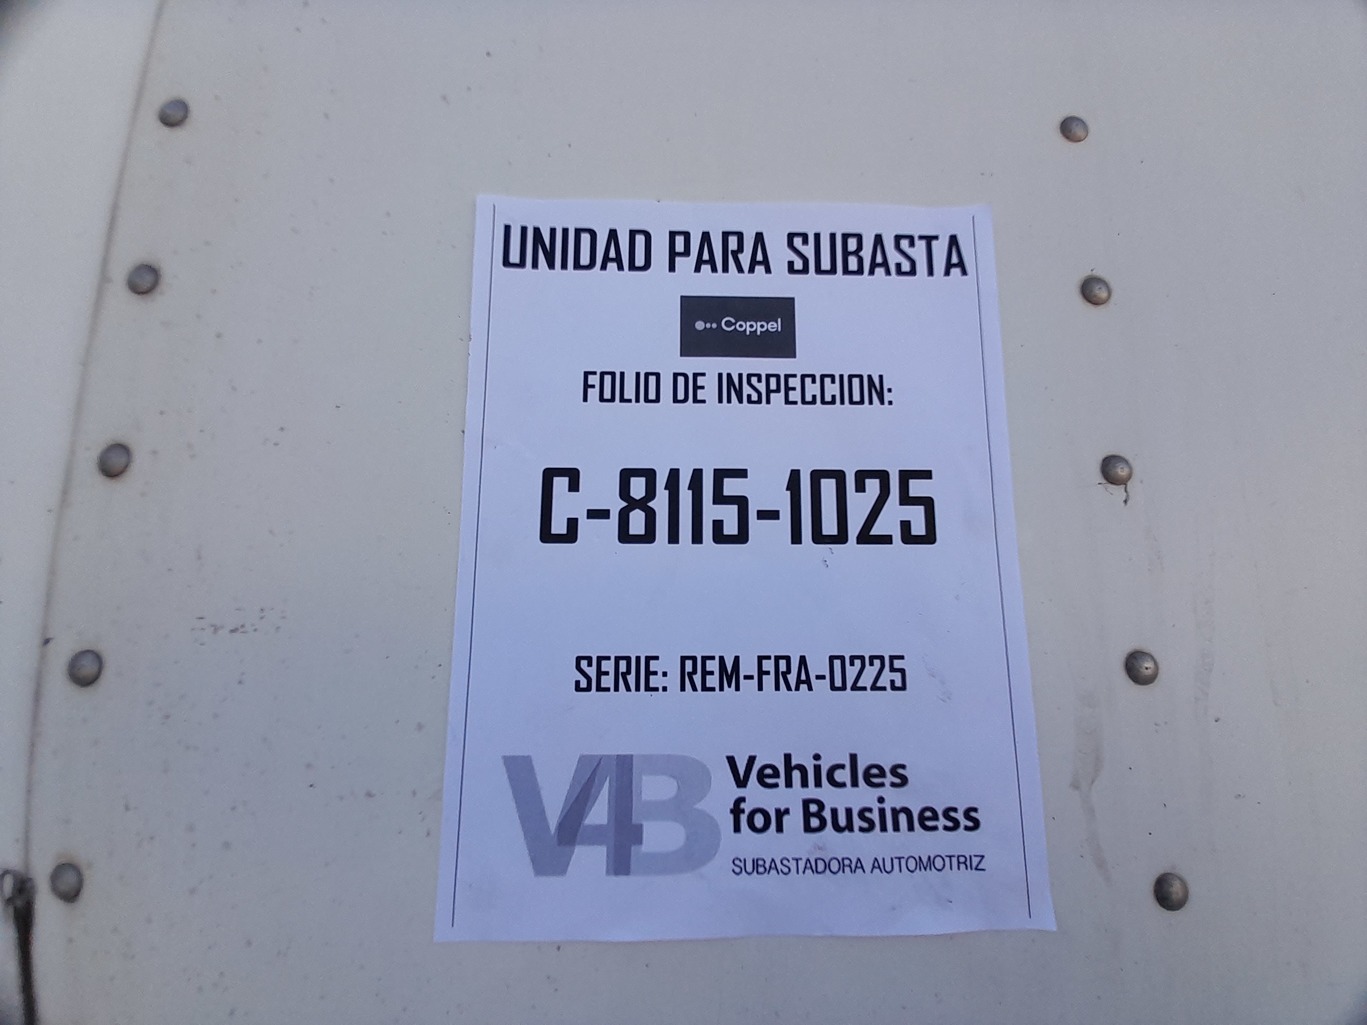 UNIDAD PARA SUBASTA
Coppel
FOLIO DE INSPECCION:
C-8115-1025
SERIE: REM-FRA-0225
V4B
Vehicles
for Business
SUBASTADORA AUTOMOTRIZ